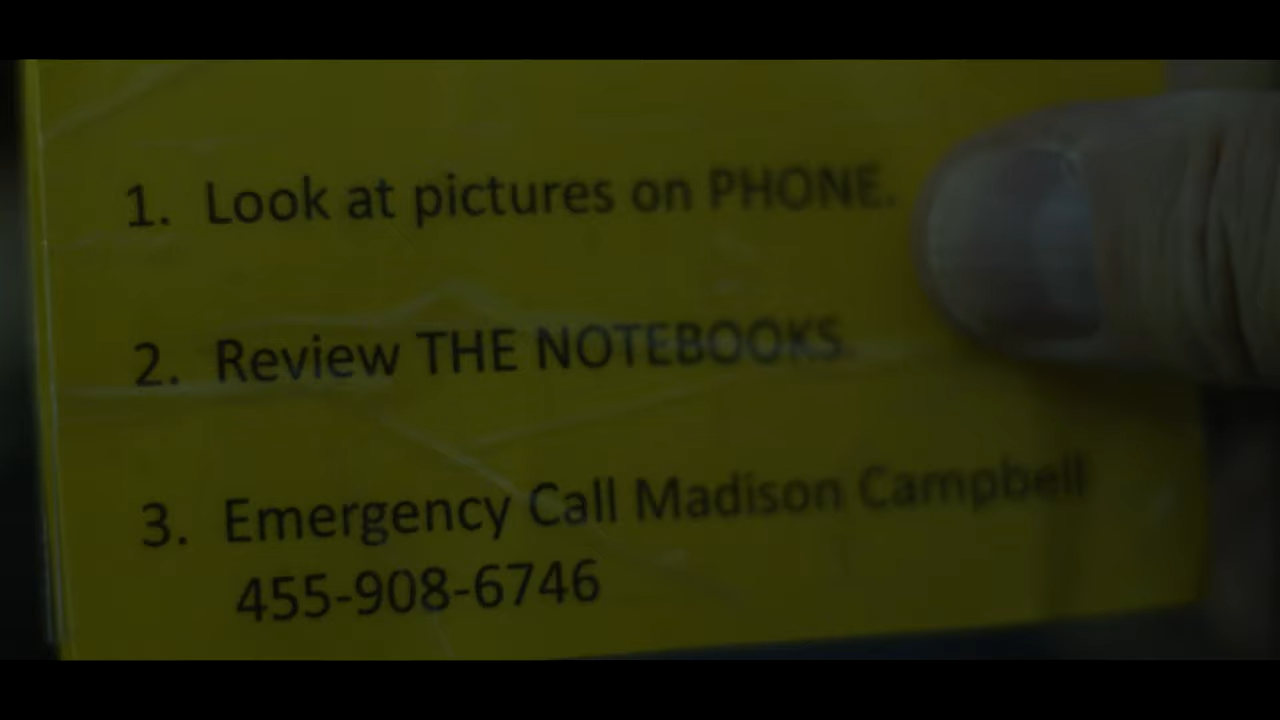 1. Look at pictures on PHONE.
2. Review THE NOTEBOOKS
3. Emergency Call Madison Campbell
455-908-6746